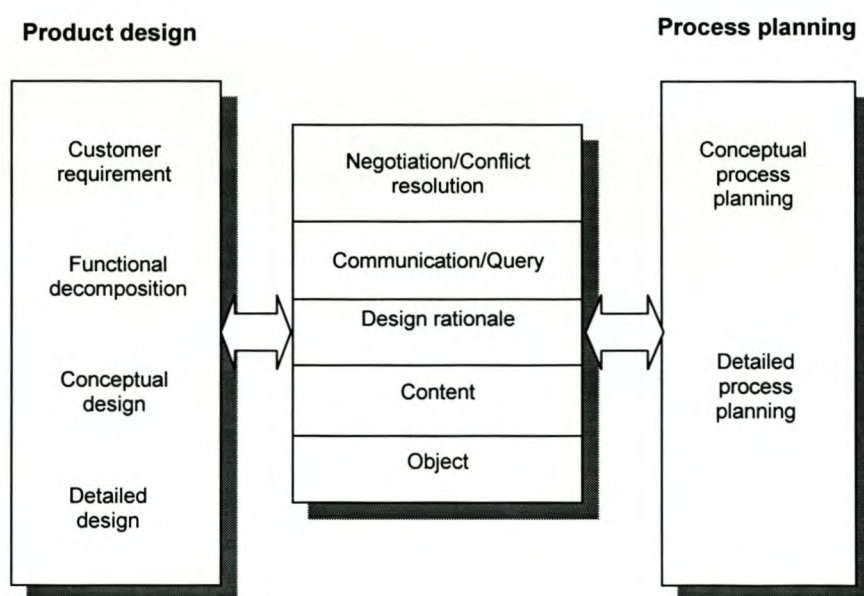 Product design
Process planning
Customer
requirement
Functional
decomposition
Conceptual
design
Detailed
design
Negotiation/Conflict
resolution
Communication/Query
Design rationale
Content
Object
Conceptual
process
planning
Detailed
process
planning